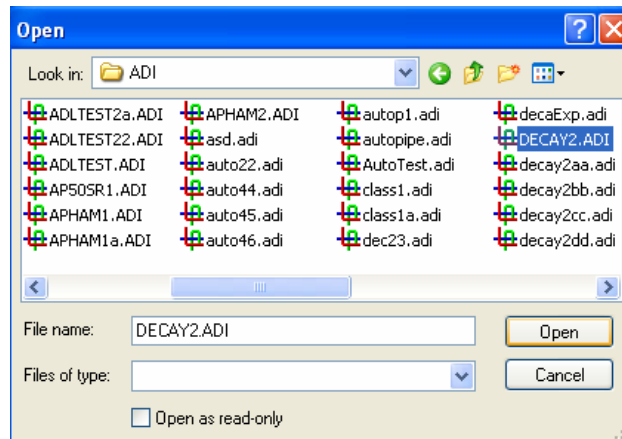 Open
Look in: ADI
ADLTEST2a.ADI APHAM2.ADI autop1.adi decaExp.adi
ADLTEST22.ADI asd.adi autopipe.adi DECAY2.ADI
ADLTEST.ADI auto22.adi AutoTest.adi decay2aa.adi
AP50SR1.ADI auto44.adi class1.adi decay2bb.adi
APHAM1.ADI auto45.adi class1a.adi decay2cc.adi
APHAM1a.ADI auto46.adi dec23.adi decay2dd.adi
File name: DECAY2.ADI Open
Files of type: Cancel
Open as read-only